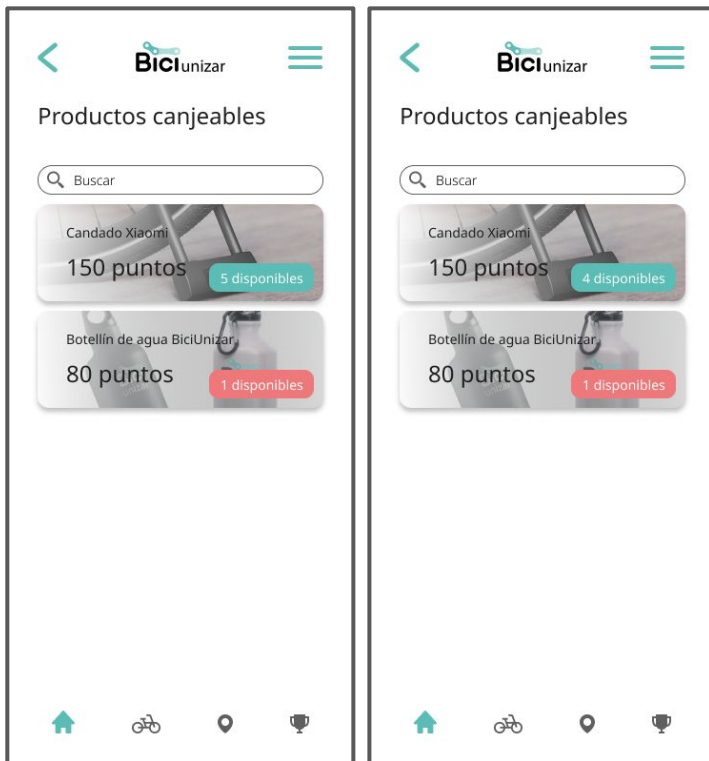 BICIunizar
Productos canjeables
Buscar
Candado Xiaomi
150 puntos
5 disponibles
Botellín de agua BiciUnizar
80 puntos
1 disponibles
BICIunizar
Productos canjeables
Buscar
Candado Xiaomi
150 puntos
4 disponibles
Botellín de agua BiciUnizar
80 puntos
1 disponibles